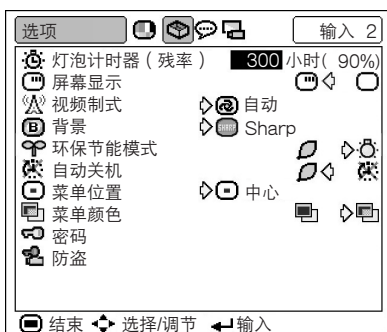 选项 输入 2
灯泡计时器(残率) 300 小时( 90%)
屏幕显示
视频制式 自动
B 背景 SHARP Sharp
环保节能模式
自动关机
菜单位置 中心
菜单颜色
密码
防盗
结束 选择/调节 输入